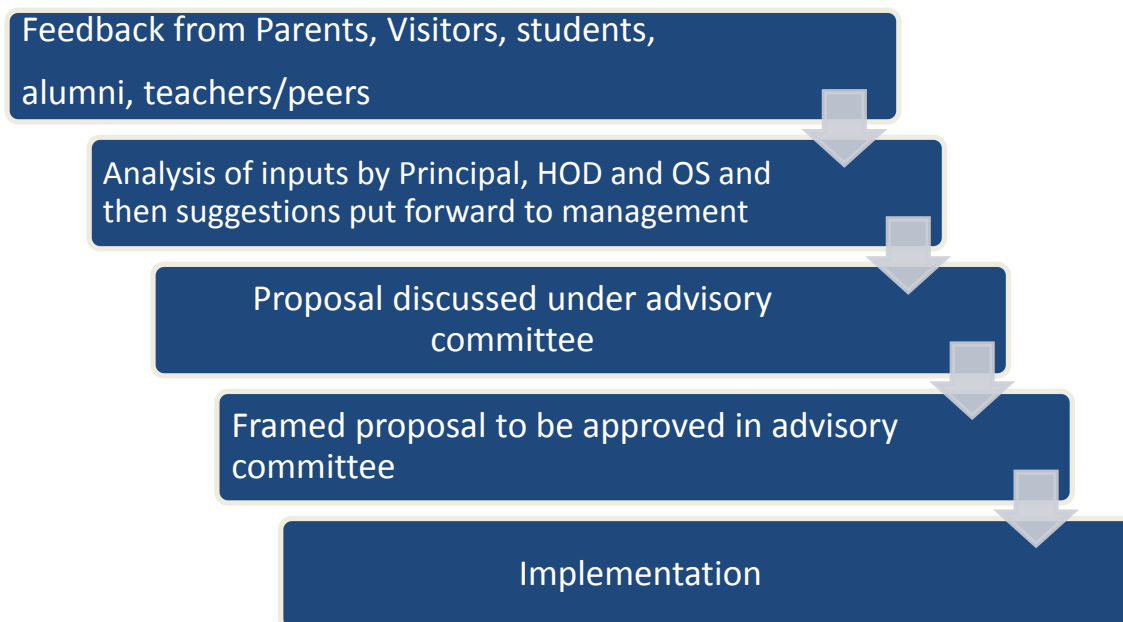 Feedback from Parents, Visitors, students,
alumni, teachers/peers
Analysis of inputs by Principal, HOD and OS and
then suggestions put forward to management
Proposal discussed under advisory
committee
Framed proposal to be approved in advisory
committee
Implementation